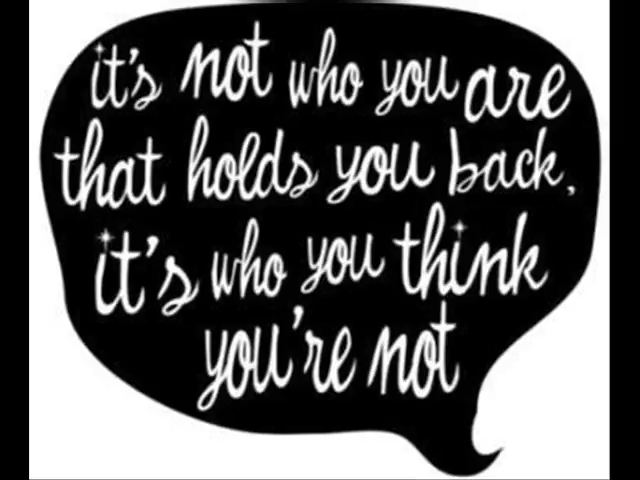 it's not who you are
that holds you back,
it's who you think
you're not